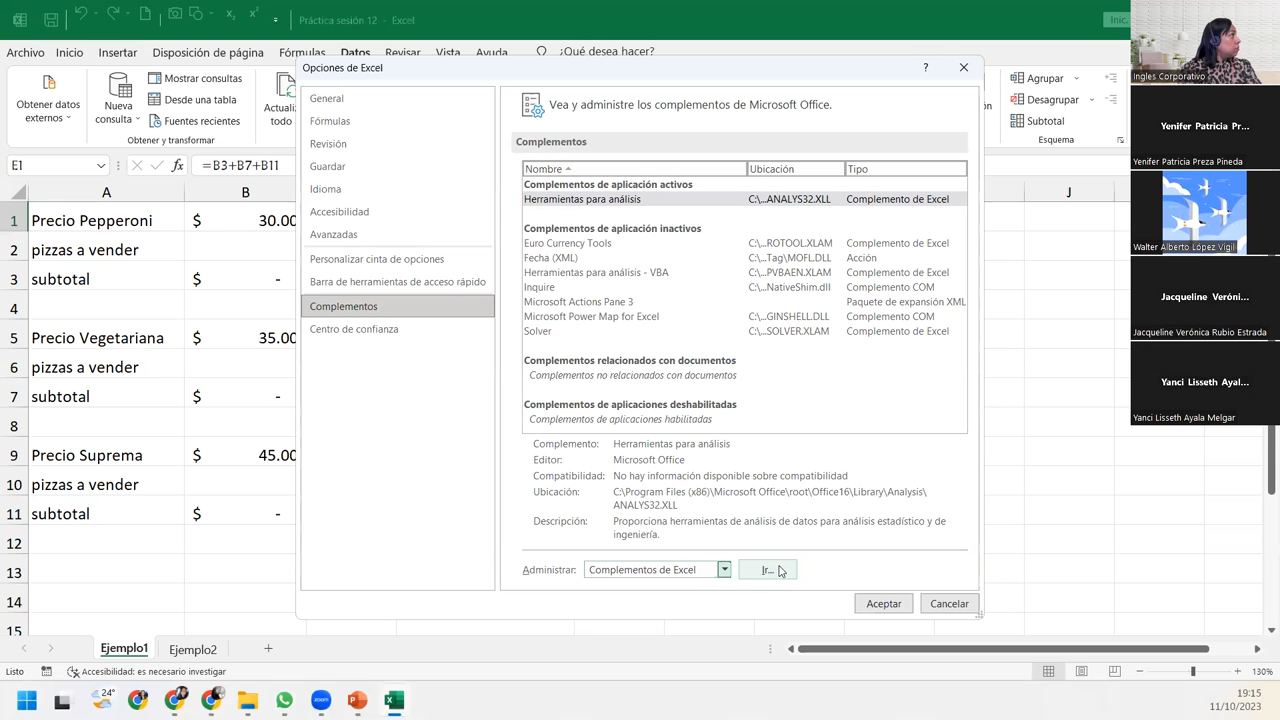 Práctica sesión 12 - Excel
Inic.
Archivo Inicio Insertar Disposición de página Fórmulas Datos Revisar Vista Ayuda ¿Qué desea hacer?
Obtener datos externos
Nueva consulta
Mostrar consultas
Desde una tabla
Fuentes recientes
Obtener y transformar
Actuali
todo
Agrupar
Desagrupar
Subtotal
Esquema
E1
fx
=B3+B7+B11
A B J
1 Precio Pepperoni $ 30.00
2 pizzas a vender
3 subtotal $ -
4
5 Precio Vegetariana $ 35.00
6 pizzas a vender
7 subtotal $ -
8
9 Precio Suprema $ 45.00
10 pizzas a vender
11 subtotal $ -
12
13
14
15
Opciones de Excel
?
General
Fórmulas
Revisión
Guardar
Idioma
Accesibilidad
Avanzadas
Personalizar cinta de opciones
Barra de herramientas de acceso rápido
Complementos
Centro de confianza
Vea y administre los complementos de Microsoft Office.
Complementos
Nombre Ubicación Tipo
Complementos de aplicación activos
Herramientas para análisis C:\...ANALYS32.XLL Complemento de Excel
Complementos de aplicación inactivos
Euro Currency Tools C:\...ROTOOL.XLAM Complemento de Excel
Fecha (XML) C:\...Tag\MOFL.DLL Acción
Herramientas para análisis - VBA C:\...PVBAEN.XLAM Complemento de Excel
Inquire C:\...NativeShim.dll Complemento COM
Microsoft Actions Pane 3 Paquete de expansión XML
Microsoft Power Map for Excel C:\...GINSHELL.DLL Complemento COM
Solver C:\...SOLVER.XLAM Complemento de Excel
Complementos relacionados con documentos
Complementos no relacionados con documentos
Complementos de aplicaciones deshabilitadas
Complementos de aplicaciones habilitadas
Complemento: Herramientas para análisis
Editor: Microsoft Office
Compatibilidad: No hay información disponible sobre compatibilidad
Ubicación: C:\Program Files (x86)\Microsoft Office\root\Office16\Library\Analysis\
ANALYS32.XLL
Descripción: Proporciona herramientas de análisis de datos para análisis estadístico y de
ingeniería.
Administrar: Complementos de Excel Ir...
Aceptar Cancelar
Ingles Corporativo
Yenifer Patricia Pr...
Yenifer Patricia Preza Pineda
Walter Alberto López Vigil
Jacqueline Veróni...
Jacqueline Verónica Rubio Estrada
Yanci Lisseth Ayal...
Yanci Lisseth Ayala Melgar
Ejemplo1 Ejemplo2
Listo Accesibilidad: es necesario investigar
130%
24°
zoom
19:15
11/10/2023